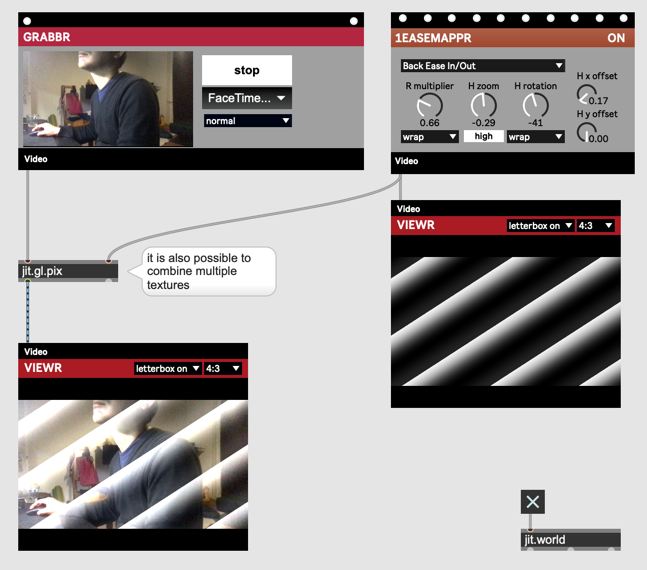 GRABBR
stop
FaceTime...
normal
Video
1EASEMAPPR ON
Back Ease In/Out
R multiplier H zoom H rotation
0.66 -0.29 -41
wrap high wrap
H x offset
0.17
H y offset
0.00
Video
Video
VIEWR letterbox on 4:3
jit.gl.pix
it is also possible to
combine multiple
textures
Video
VIEWR letterbox on 4:3
jit.world